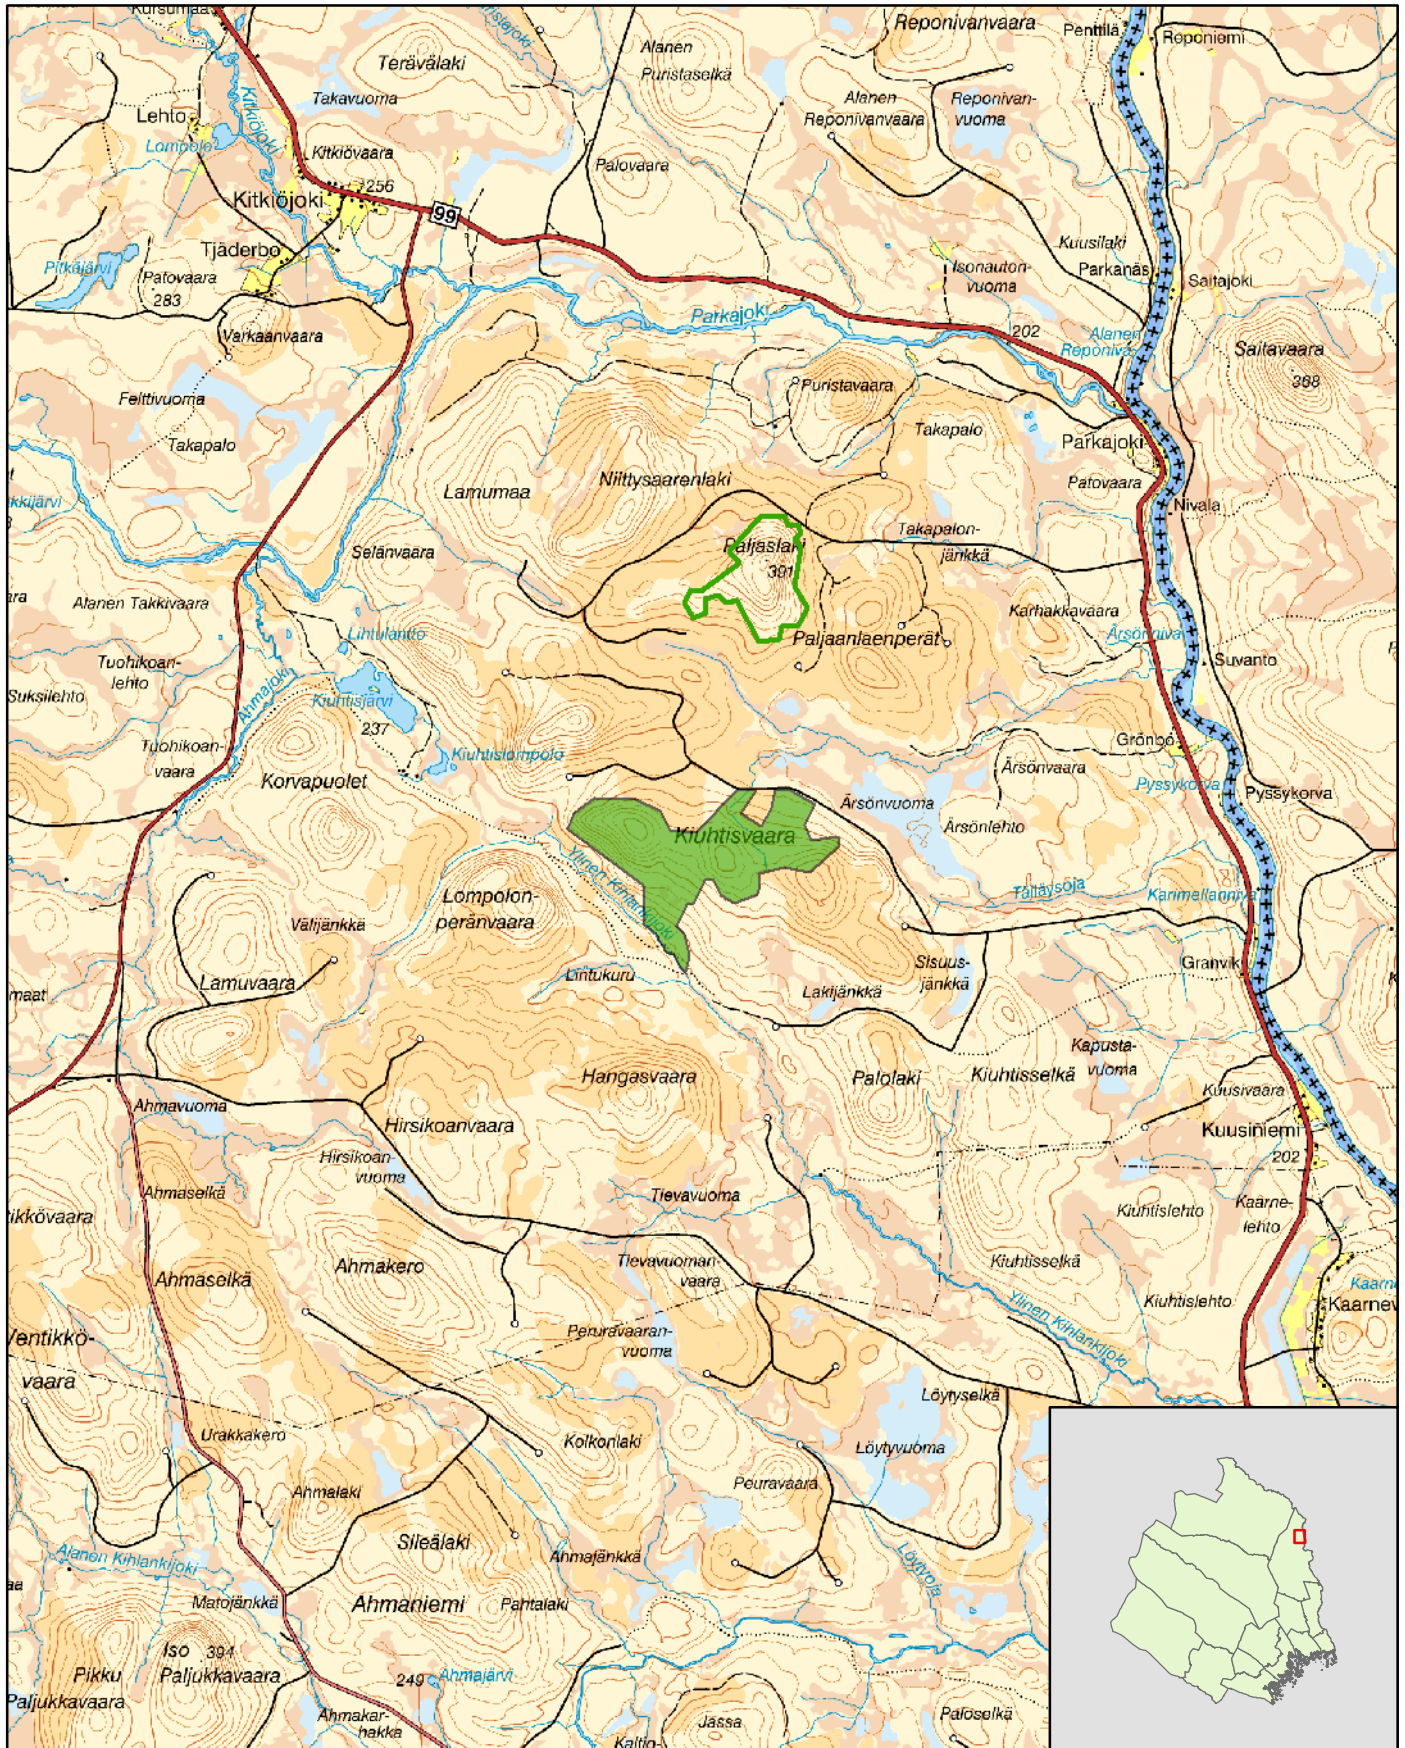 Reponivanvaara
Penttilä
Reponiemi
Terävälaki
Alanen
Puristaselkä
Takavuoma
Alanen
Reponivanvaara
Reponivan-
vuoma
Lehto
Lompolo
Kitkiöjoki
Kitkiövaara
Palovaara
256
Kitkiöjoki
99
Tjäderbo
Kuusilaki
Pitkäjärvi
Patovaara
283
Isonauton-
vuoma
Parkanäs
Saitajoki
Varkaanvaara
Parkajoki
202
Alanen
Reponiva
Saitavaara
368
Puristavaara
Felttivuoma
Takapalo
Takapalo
Parkajoki
Niittysaarenlaki
Lamumaa
Patovaara
Nivala
Takapalon-
jänkkä
Paljaslaki
391
Selänvaara
Alanen Takkivaara
Karhakkavaara
Lihtulantto
Paljaanlaenperät
Ärsönniva
Suvanto
Tuohikoan-
lehto
Suksilehto
Ahmajoki
Kiuhtisjärvi
237
Tuohikoan-
vaara
Kiuhtislompolo
Grönbo
Korvapuolet
Ärsönvaara
Pyssykorva
Pyssykorva
Ärsönvuoma
Ärsönlehto
Kiuhtisvaara
Ylinen Kihlankijoki
Lompolon-
peränvaara
Tälläysoja
Karimellanniva
Välijänkkä
Granvik
Sisuus-
jänkkä
Lintukuru
Lamuvaara
Lakijänkkä
maat
Kapusta-
vuoma
Hangasvaara
Palolaki
Kiuhtisselkä
Kuusivaara
Ahmavuoma
Hirsikoanvaara
Kuusiniemi
202
Hirsikoan-
vuoma
Ahmaselkä
Tievavuoma
Kaarne-
lehto
Kiuhtislehto
Ahmakero
Tievavuoman-
vaara
Kiuhtisselkä
Ahmaselkä
Kiuhtislehto
Ylinen Kihlankijoki
Peruravaaran-
vuoma
Ventikkö-
vaara
Löytyselkä
Urakkakero
Kolkonlaki
Löytyvuoma
Peuravaara
Ahmalaki
Sileälaki
Ahmajänkkä
Alanen Kihlankijoki
Löytyoja
Matojänkkä
Ahmaniemi
Pahtalaki
Iso
394
Paljukkavaara
Pikku
Paljukkavaara
249
Ahmajärvi
Ahmakar-
hakka
Jassa
Paloselkä